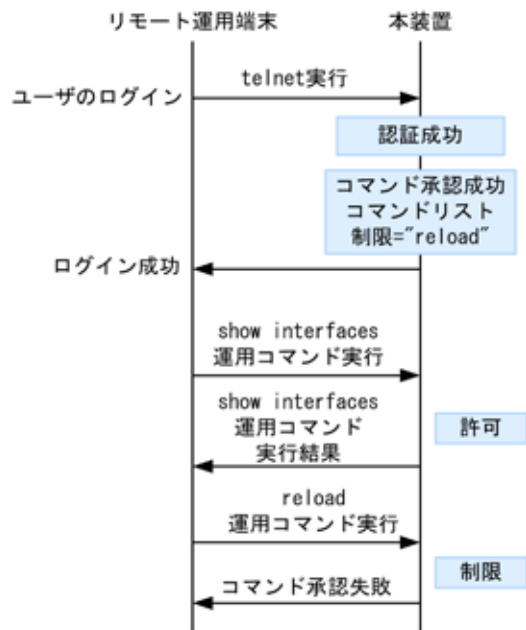 リモート運用端末
本装置
telnet実行
ユーザのログイン
認証成功
コマンド承認成功
コマンドリスト
制限="reload"
ログイン成功
show interfaces
運用コマンド実行
show interfaces
運用コマンド
実行結果
許可
reload
運用コマンド実行
制限
コマンド承認失敗